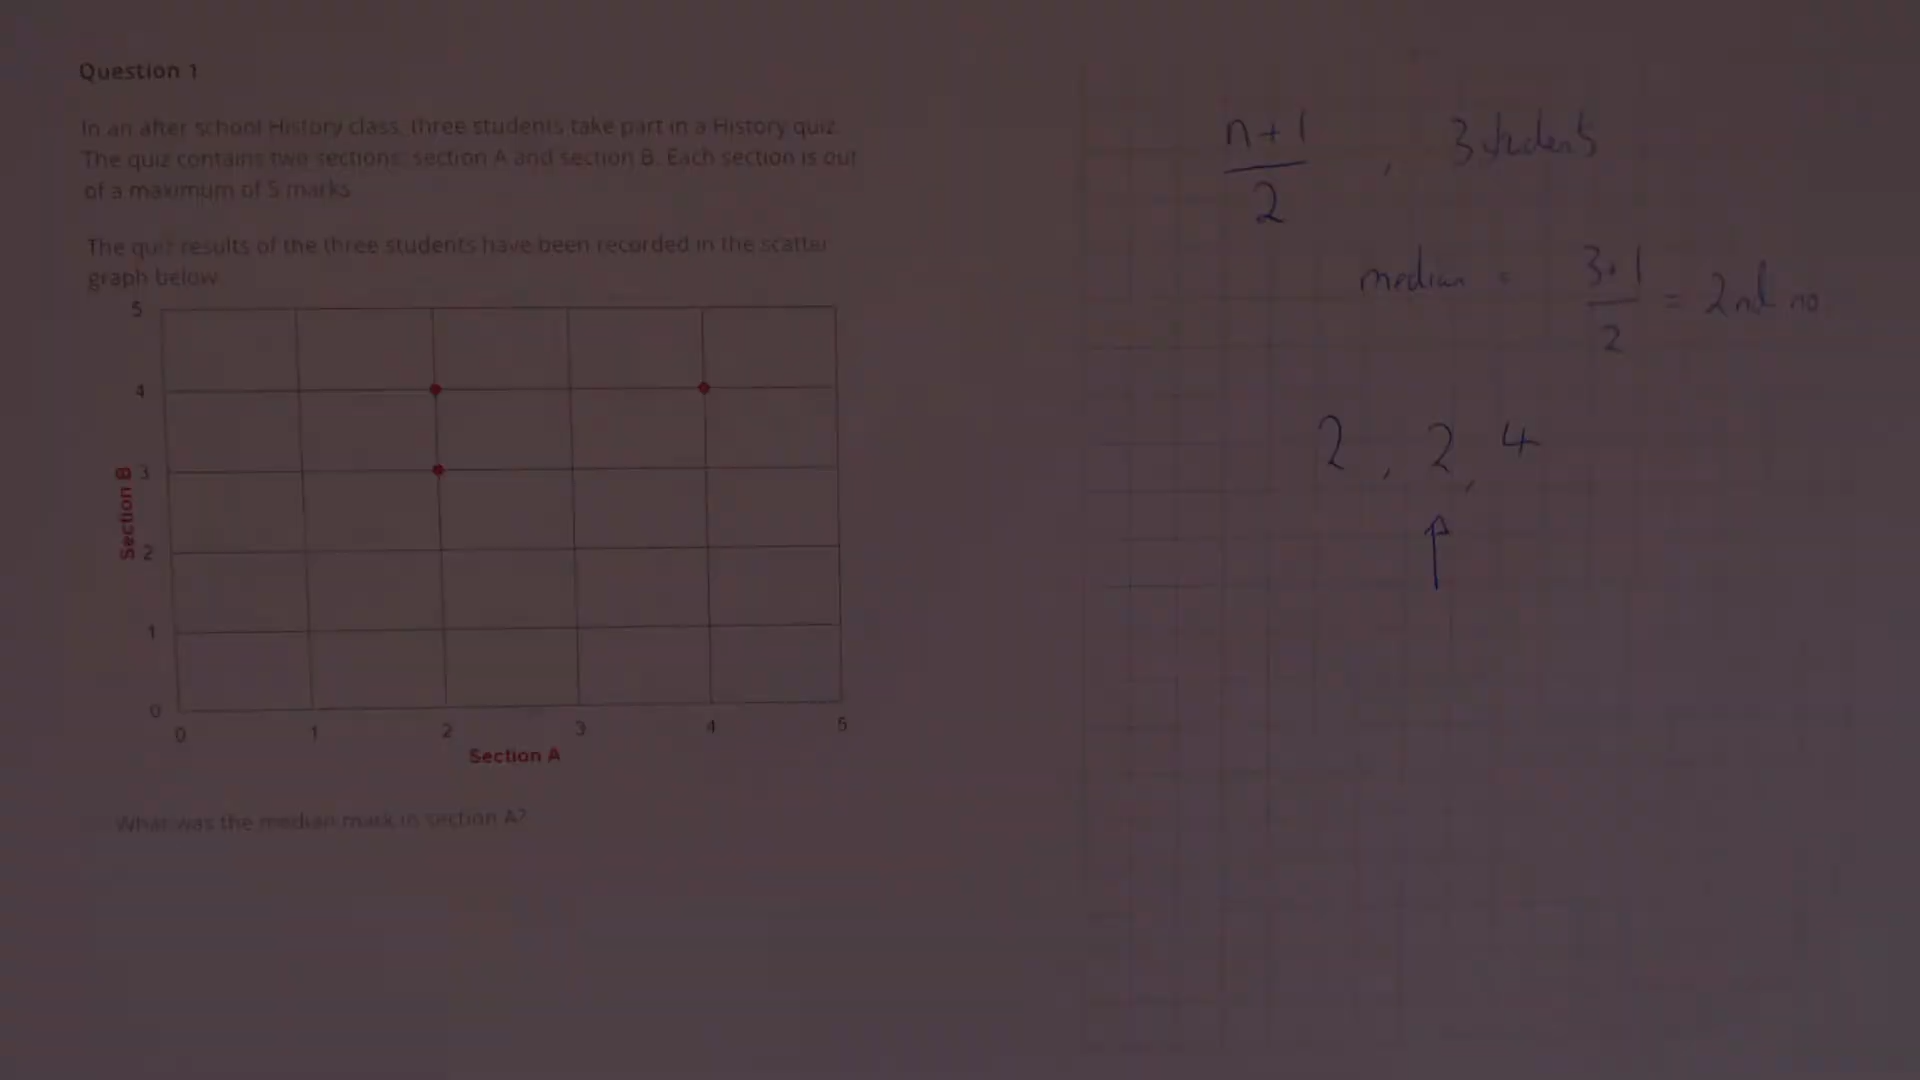 Question 1
In an after school History class, three students take part in a History quiz.
The quiz contains two sections: section A and section B. Each section is out
of a maximum of 5 marks.
The quiz results of the three students have been recorded in the scatter
graph below.
5
4
3
2
1
0
Section B
0 1 2 3 4 5
Section A
What was the median mark in section A?
n+1
2
, 3 students
median = 3+1
2
= 2nd no
2, 2, 4